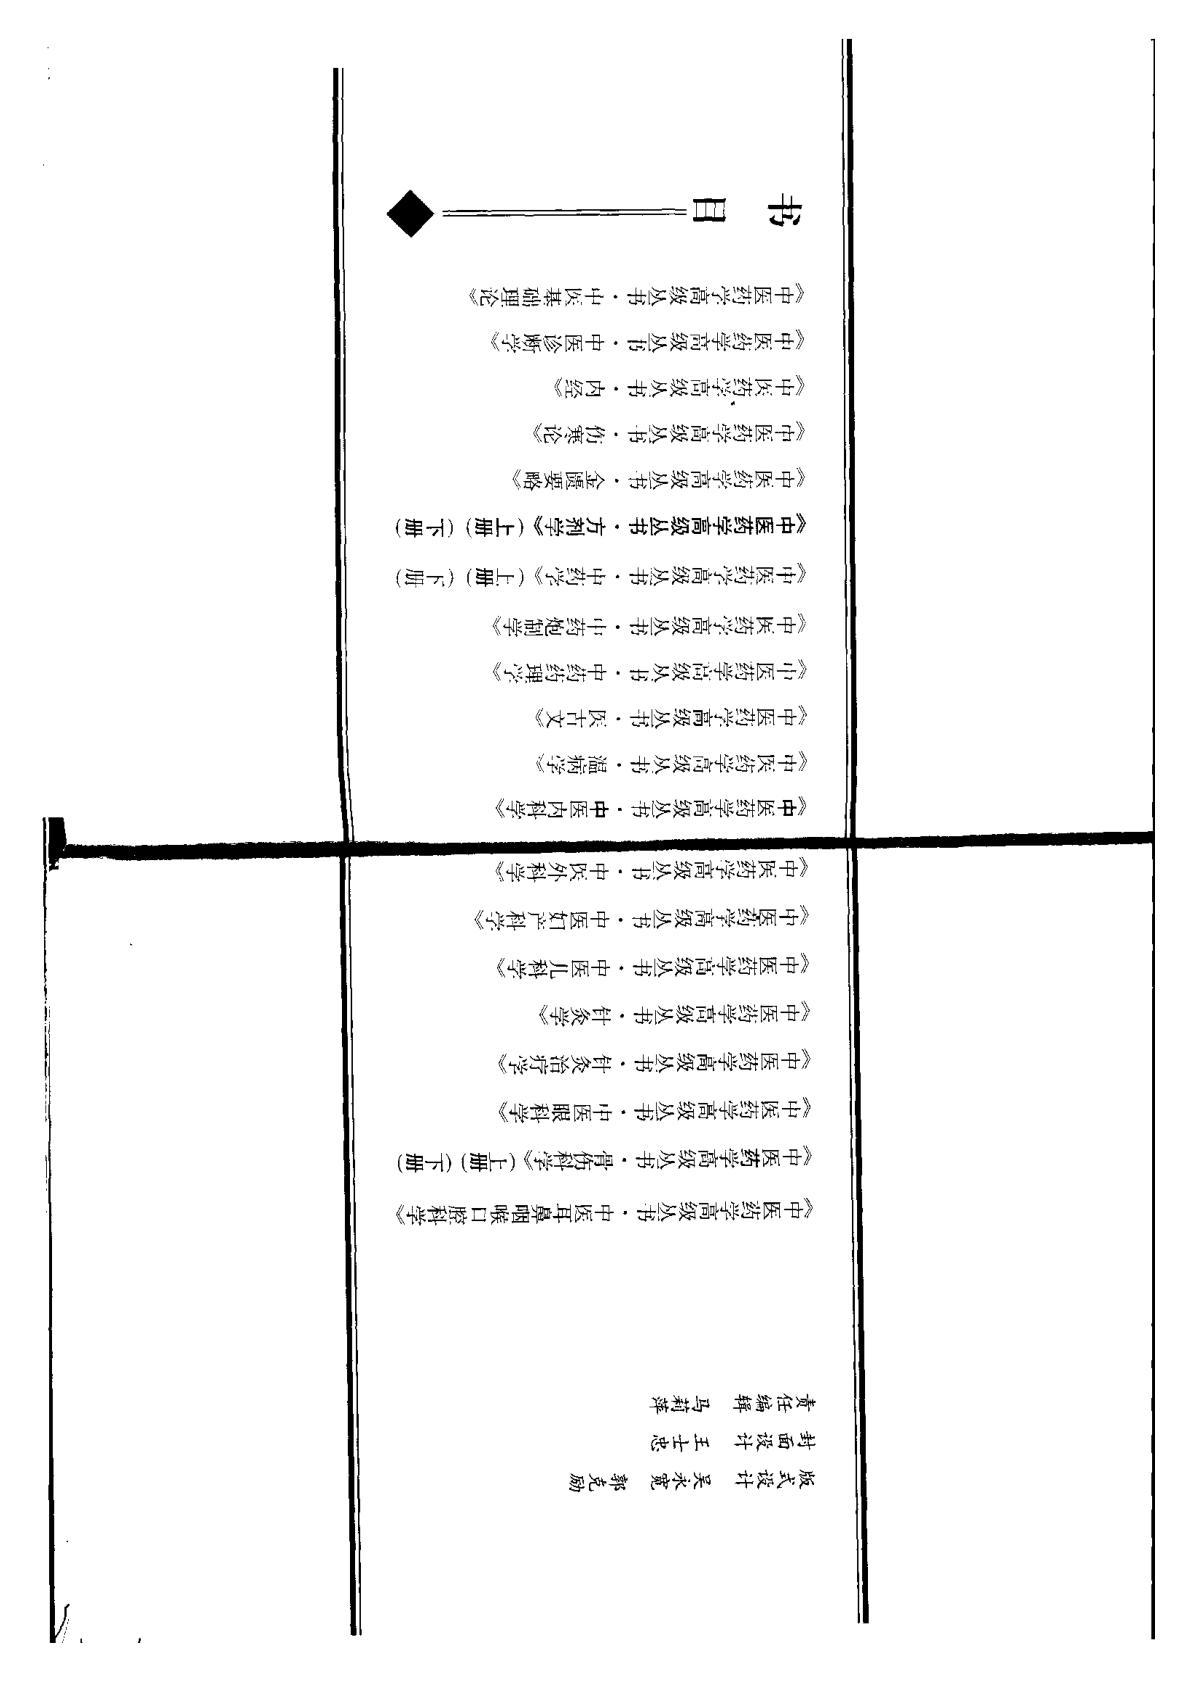 书目
《中医药学高级丛书·中医基础理论》
《中医药学高级丛书·中医诊断学》
《中医药学高级丛书·内经》
《中医药学高级丛书·伤寒论》
《中医药学高级丛书·金匮要略》
《中医药学高级丛书·方剂学》(上册)(下册)
《中医药学高级丛书·中药学》(上册)(下册)
《中医药学高级丛书·中药炮制学》
《中医药学高级丛书·中药药理学》
《中医药学高级丛书·医古文》
《中医药学高级丛书·温病学》
《中医药学高级丛书·中医内科学》
《中医药学高级丛书·中医外科学》
《中医药学高级丛书·中医妇产科学》
《中医药学高级丛书·中医儿科学》
《中医药学高级丛书·针灸学》
《中医药学高级丛书·针灸治疗学》
《中医药学高级丛书·中医眼科学》
《中医药学高级丛书·骨伤科学》(上册)(下册)
《中医药学高级丛书·中医耳鼻咽喉口腔科学》
责任编辑 马莉萍
封面设计 王士忠
版式设计 吴永宽 郭克励